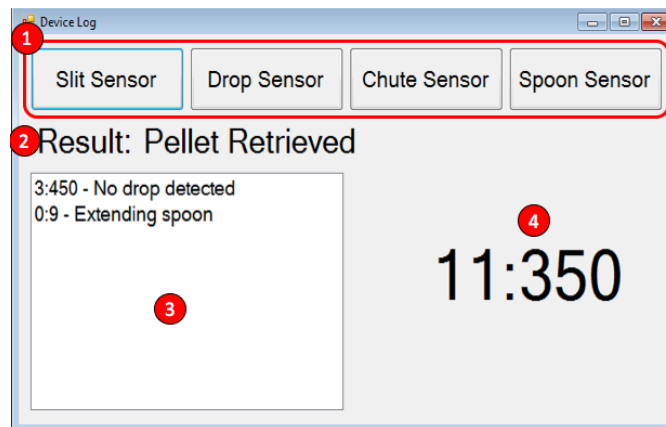 Device Log
1
Slit Sensor Drop Sensor Chute Sensor Spoon Sensor
2 Result: Pellet Retrieved
3:450 - No drop detected
0:9 - Extending spoon
4
11:350
3